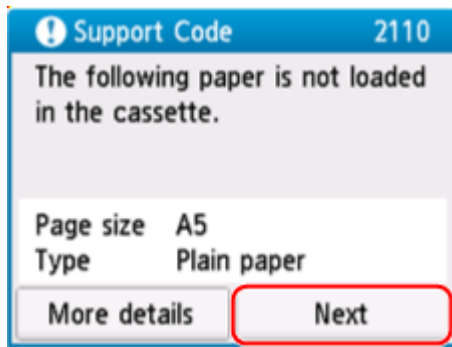 Support Code 2110
The following paper is not loaded
in the cassette.
Page size A5
Type Plain paper
More details Next